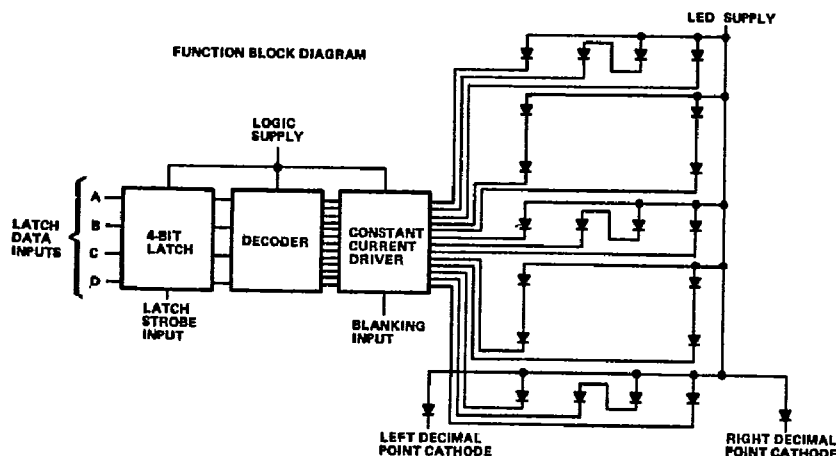 LED SUPPLY
FUNCTION BLOCK DIAGRAM
LOGIC
SUPPLY
LATCH
DATA
INPUTS
A
B
C
D
4-BIT
LATCH
DECODER
CONSTANT
CURRENT
DRIVER
LATCH
STROBE
INPUT
BLANKING
INPUT
LEFT DECIMAL
POINT CATHODE
RIGHT DECIMAL
POINT CATHODE